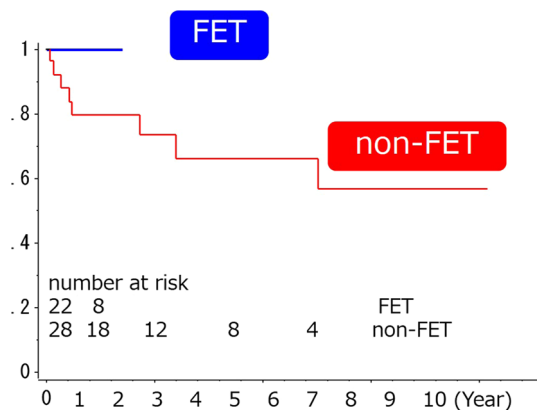 FET
1
.8
non-FET
.6
.4
number at risk
.2 22 8 FET
28 18 12 8 4 non-FET
0
0 1 2 3 4 5 6 7 8 9 10 (Year)